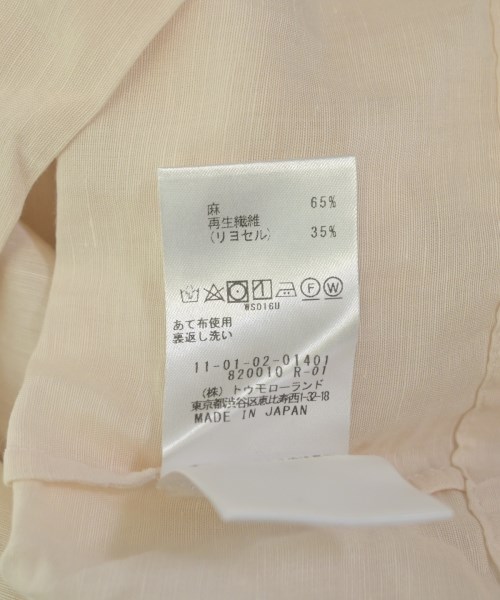 麻 65%
再生繊維
(リヨセル) 35%
F W
WS016U
あて布使用
裏返し洗い
11-01-02-01401
820010 R-01
(株) トゥモローランド
東京都渋谷区恵比寿西1-32-18
MADE IN JAPAN